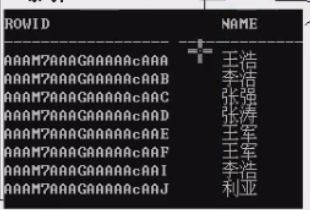 ROWID NAME
AAAM7AAAGAAAAAcAAA 王浩
AAAM7AAAGAAAAAcAAB 李洁
AAAM7AAAGAAAAAcAAC 张强
AAAM7AAAGAAAAAcAAD 张涛
AAAM7AAAGAAAAAcAAE 王军
AAAM7AAAGAAAAAcAAF 王军
AAAM7AAAGAAAAAcAAI 李浩
AAAM7AAAGAAAAAcAAJ 利亚